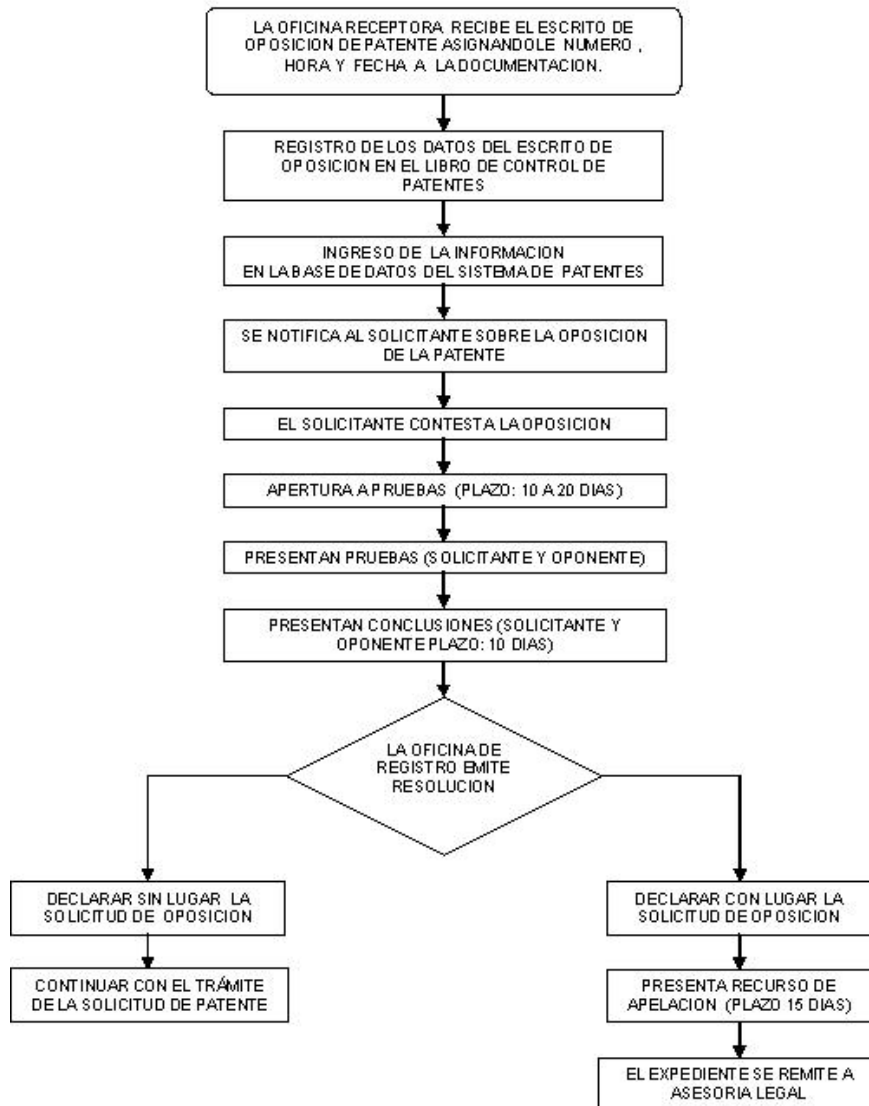 LA OFICINA RECEPTORA RECIBE EL ESCRITO DE
OPOSICION DE PATENTE ASIGNANDOLE NUMERO ,
HORA Y FECHA A LA DOCUMENTACION.
REGISTRO DE LOS DATOS DEL ESCRITO DE
OPOSICION EN EL LIBRO DE CONTROL DE
PATENTES
INGRESO DE LA INFORMACION
EN LA BASE DE DATOS DEL SISTEMA DE PATENTES
SE NOTIFICA AL SOLICITANTE SOBRE LA OPOSICION
DE LA PATENTE
EL SOLICITANTE CONTESTA LA OPOSICION
APERTURA A PRUEBAS (PLAZO: 10 A 20 DIAS)
PRESENTAN PRUEBAS (SOLICITANTE Y OPONENTE)
PRESENTAN CONCLUSIONES (SOLICITANTE Y
OPONENTE PLAZO: 10 DIAS)
LA OFICINA DE
REGISTRO EMITE
RESOLUCION
DECLARAR SIN LUGAR LA
SOLICITUD DE OPOSICION
CONTINUAR CON EL TRÁMITE
DE LA SOLICITUD DE PATENTE
DECLARAR CON LUGAR LA
SOLICITUD DE OPOSICION
PRESENTA RECURSO DE
APELACION (PLAZO 15 DIAS)
EL EXPEDIENTE SE REMITE A
ASESORIA LEGAL